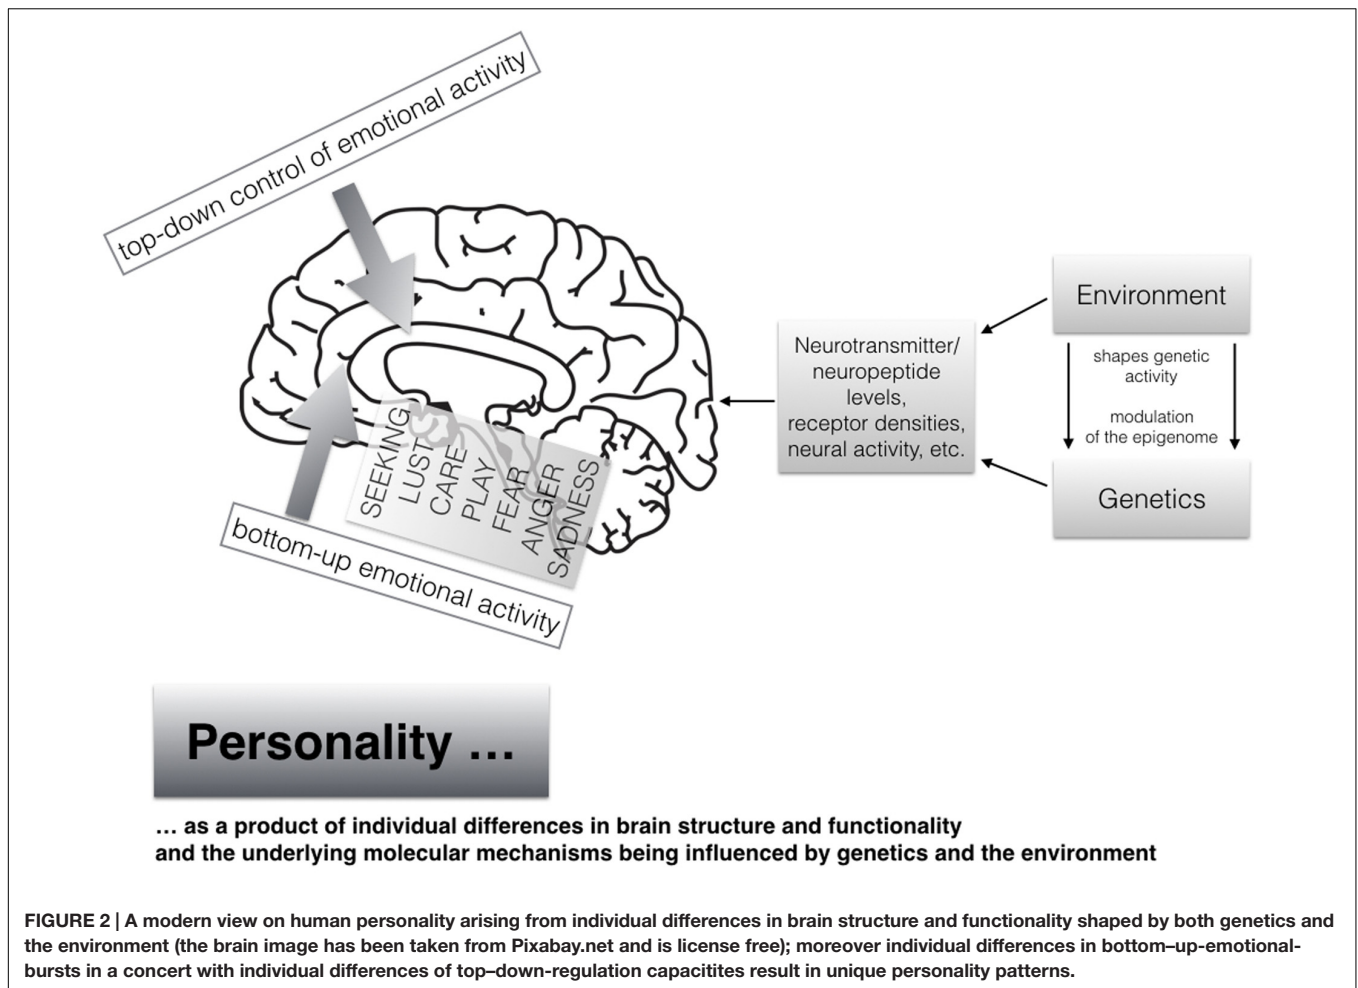 top-down control of emotional activity
SEEKING
LUST
CARE
PLAY
FEAR
ANGER
SADNESS
bottom-up emotional activity
Neurotransmitter/
neuropeptide
levels,
receptor densities,
neural activity, etc.
Environment
shapes genetic
activity
modulation
of the epigenome
Genetics
Personality ...
... as a product of individual differences in brain structure and functionality
and the underlying molecular mechanisms being influenced by genetics and the environment
FIGURE 2 | A modern view on human personality arising from individual differences in brain structure and functionality shaped by both genetics and
the environment (the brain image has been taken from Pixabay.net and is license free); moreover individual differences in bottom–up-emotional-
bursts in a concert with individual differences of top–down-regulation capacitites result in unique personality patterns.